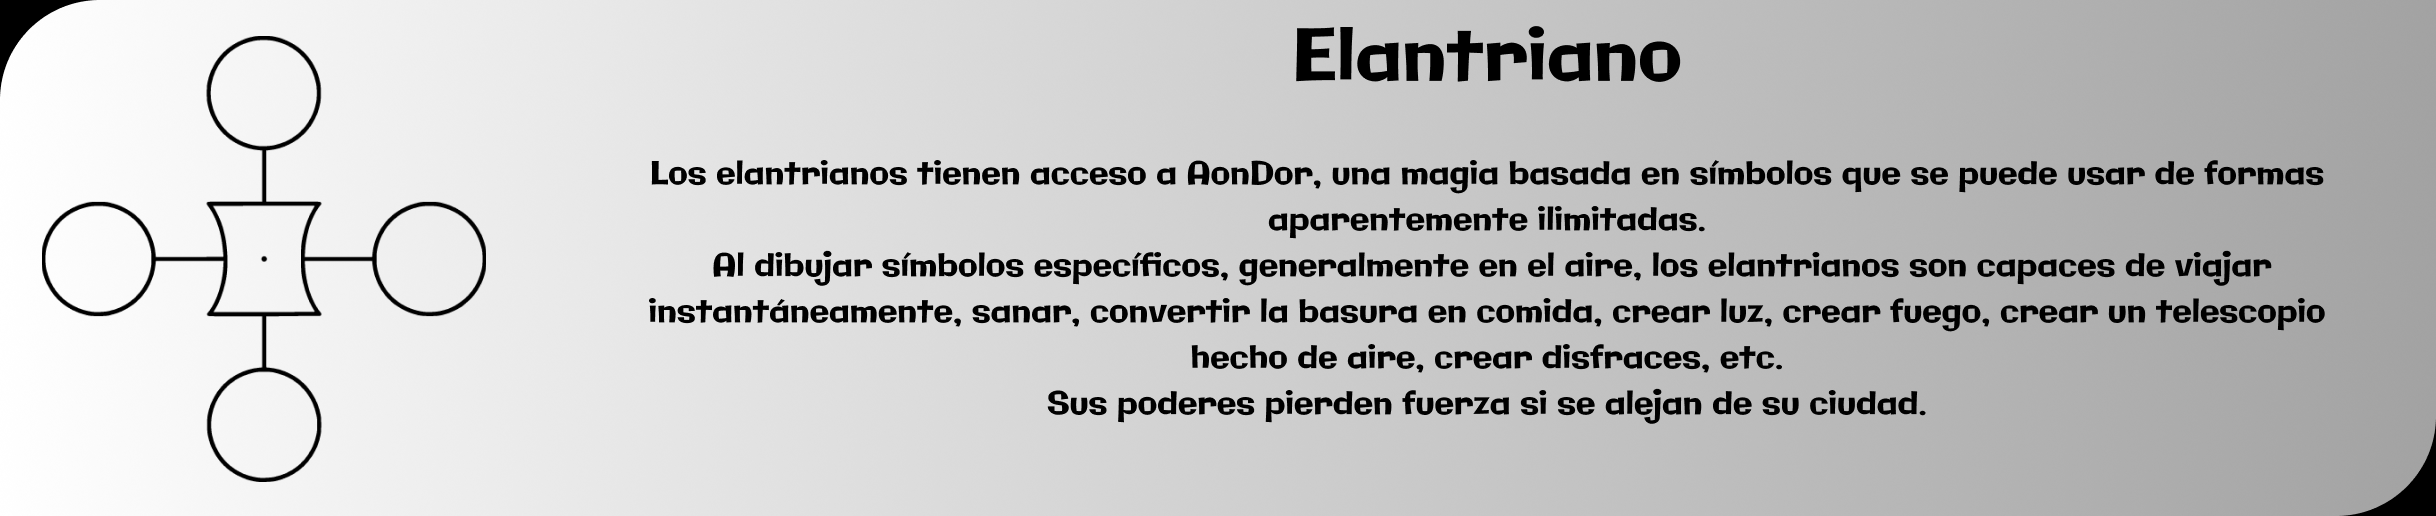 Elantriano
Los elantrianos tienen acceso a AonDor, una magia basada en símbolos que se puede usar de formas
aparentemente ilimitadas.
Al dibujar símbolos específicos, generalmente en el aire, los elantrianos son capaces de viajar
instantáneamente, sanar, convertir la basura en comida, crear luz, crear fuego, crear un telescopio
hecho de aire, crear disfraces, etc.
Sus poderes pierden fuerza si se alejan de su ciudad.